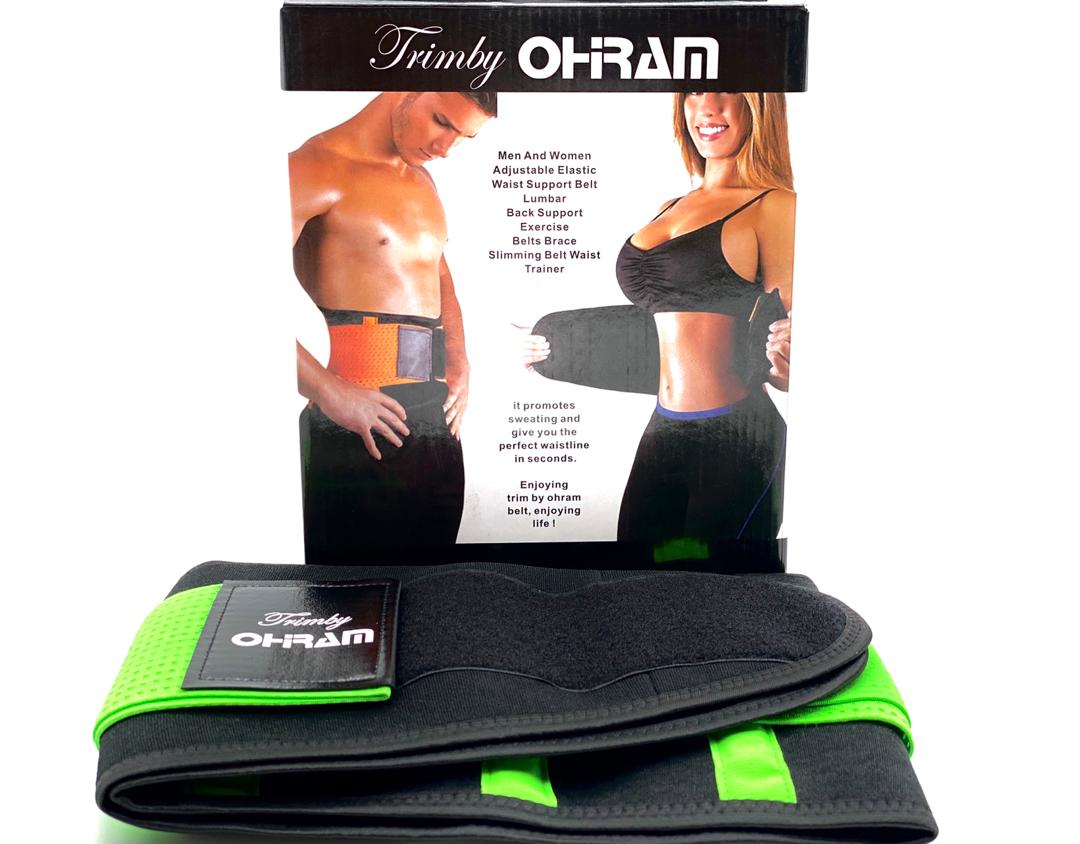 Trimby OHRAM
Men And Women
Adjustable Elastic
Waist Support Belt
Lumbar
Back Support
Exercise
Belts Brace
Slimming Belt Waist
Trainer
it promotes
sweating and
give you the
perfect waistline
in seconds.
Enjoying
trim by ohram
belt, enjoying
life !
Trimby
OHRAM